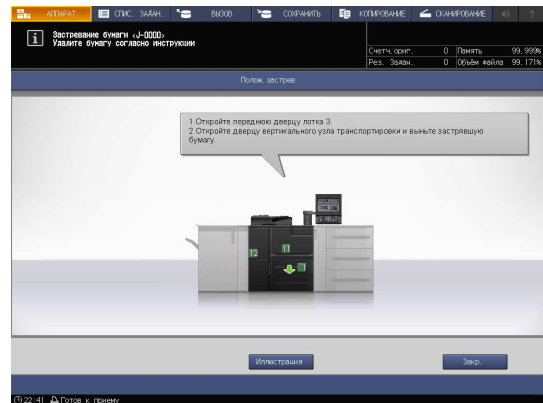 АППАРАТ СПИС. ЗАДАН. ВЫЗОВ СОХРАНИТЬ КОПИРОВАНИЕ СКАНИРОВАНИЕ ?
Застревание бумаги <J-0000>
Удалите бумагу согласно инструкции
Счетч.ориг. 0 Память 99.999%
Рез. Задан. 0 Объём файла 99.171%
Полож. застрев
1.Откройте переднюю дверцу лотка 3.
2.Откройте дверцу вертикального узла транспортировки и выньте застрявшую
бумагу.
11
12
Иллюстрация Закр.
22:41 Готов к приему